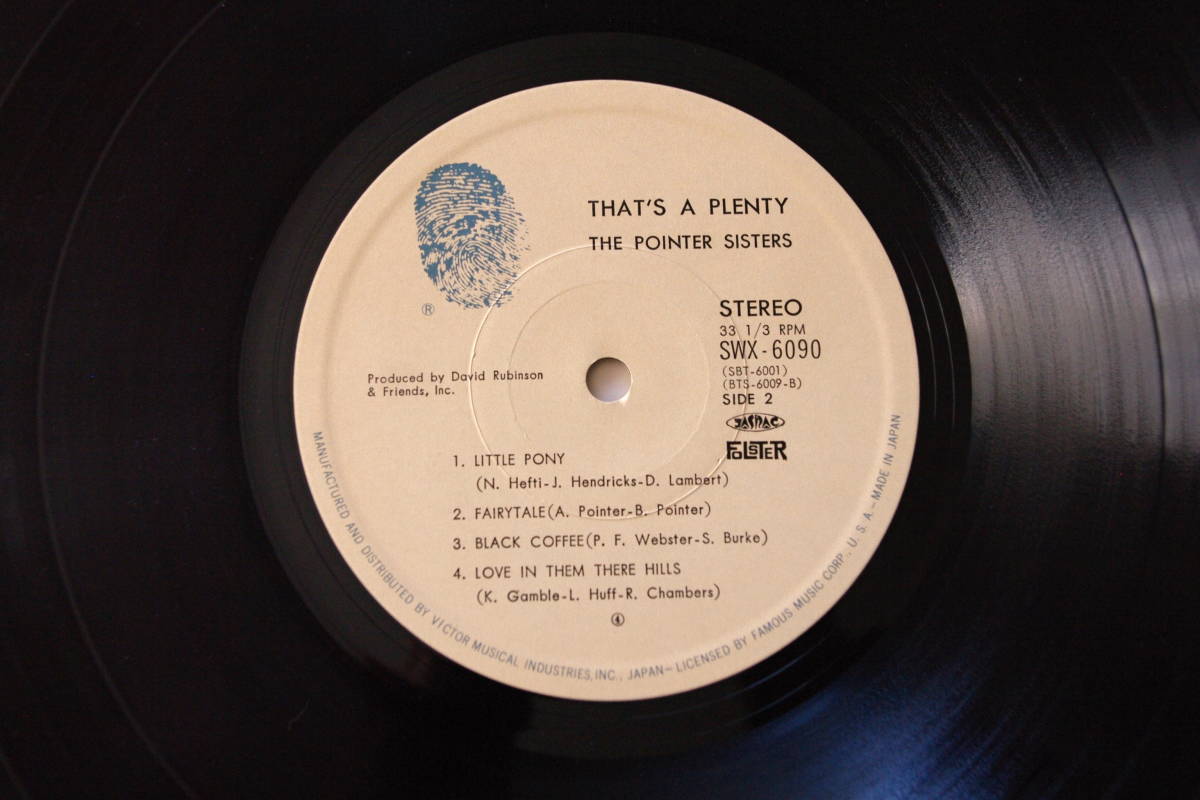 THAT'S A PLENTY
THE POINTER SISTERS
®
STEREO
33 1/3 RPM
SWX-6090
(SBT-6001)
(BTS-6009-B)
SIDE 2
JASRAC
FOLSTER
Produced by David Rubinson
& Friends, Inc.
1. LITTLE PONY
(N. Hefti-J. Hendricks-D. Lambert)
2. FAIRYTALE(A. Pointer-B. Pointer)
3. BLACK COFFEE(P. F. Webster-S. Burke)
4. LOVE IN THEM THERE HILLS
(K. Gamble-L. Huff-R. Chambers)
④
MANUFACTURED AND DISTRIBUTED BY VICTOR MUSICAL INDUSTRIES, INC., JAPAN—LICENSED BY FAMOUS MUSIC CORP., U. S. A.—MADE IN JAPAN